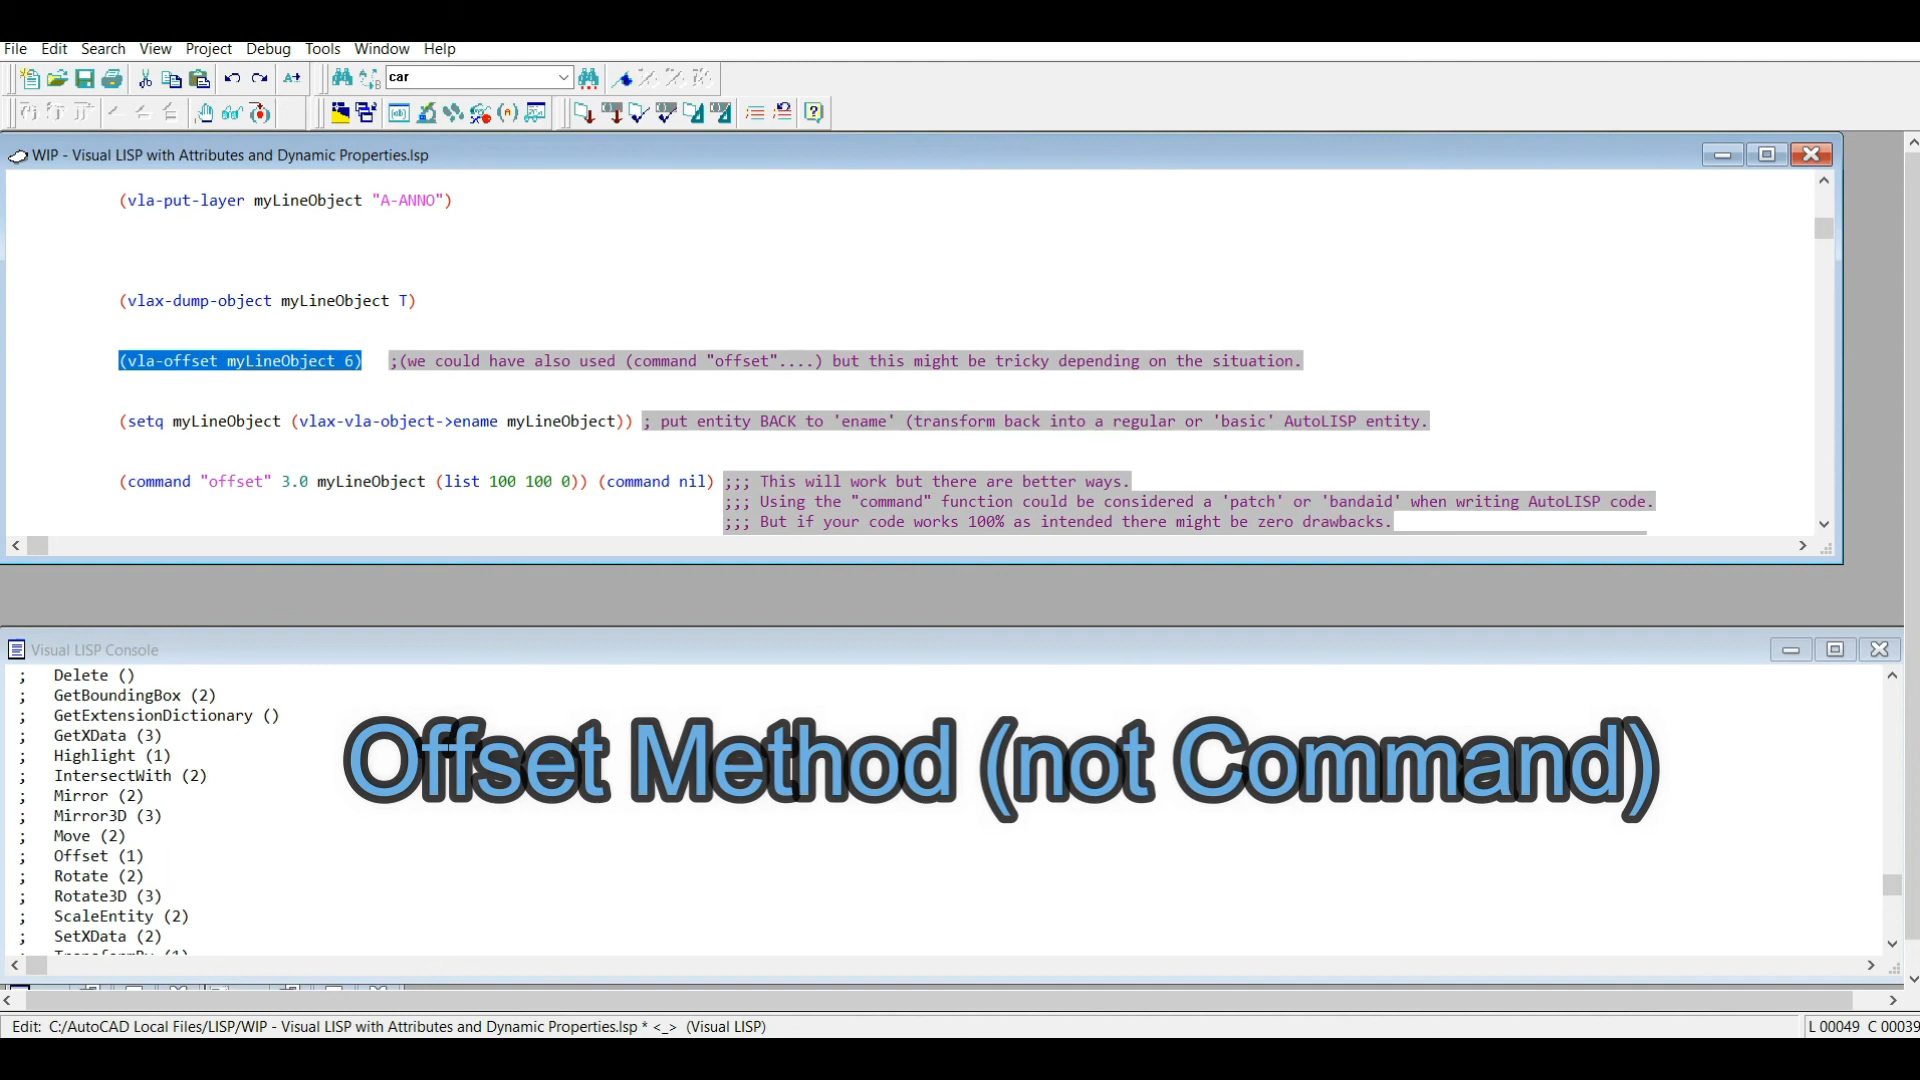 File Edit Search View Project Debug Tools Window Help
car
WIP - Visual LISP with Attributes and Dynamic Properties.lsp
(vla-put-layer myLineObject "A-ANNO")
(vlax-dump-object myLineObject T)
(vla-offset myLineObject 6) ;(we could have also used (command "offset"....) but this might be tricky depending on the situation.
(setq myLineObject (vlax-vla-object->ename myLineObject)) ; put entity BACK to 'ename' (transform back into a regular or 'basic' AutoLISP entity.
(command "offset" 3.0 myLineObject (list 100 100 0)) (command nil) ;;; This will work but there are better ways.
;;; Using the "command" function could be considered a 'patch' or 'bandaid' when writing AutoLISP code.
;;; But if your code works 100% as intended there might be zero drawbacks.
Visual LISP Console
; Delete ()
; GetBoundingBox (2)
; GetExtensionDictionary ()
; GetXData (3)
; Highlight (1)
; IntersectWith (2)
; Mirror (2)
; Mirror3D (3)
; Move (2)
; Offset (1)
; Rotate (2)
; Rotate3D (3)
; ScaleEntity (2)
; SetXData (2)
; TransformBy (1)
Offset Method (not Command)
Edit: C:/AutoCAD Local Files/LISP/WIP - Visual LISP with Attributes and Dynamic Properties.lsp * <_> (Visual LISP)
L 00049 C 00039